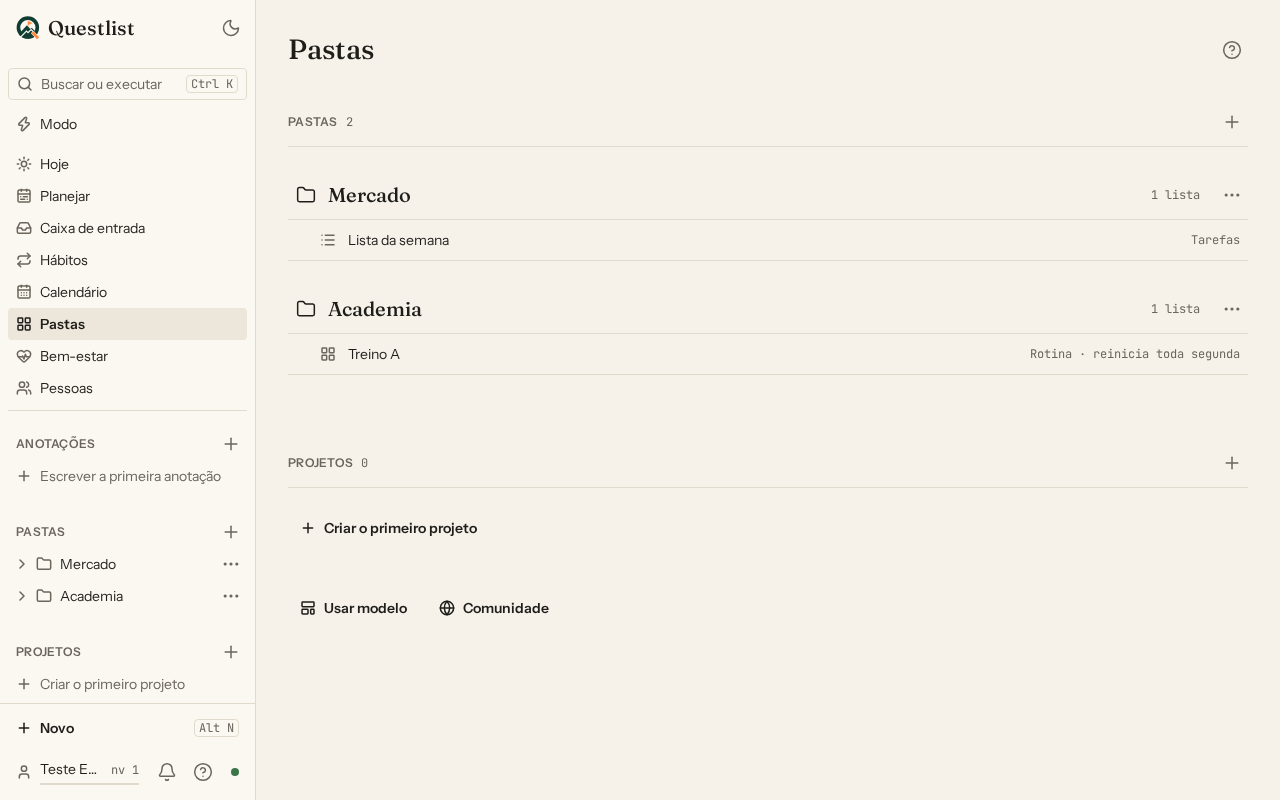 Questlist
Buscar ou executar Ctrl K
Modo
Hoje
Planejar
Caixa de entrada
Hábitos
Calendário
Pastas
Bem-estar
Pessoas
ANOTAÇÕES
Escrever a primeira anotação
PASTAS
Mercado
Academia
PROJETOS
Criar o primeiro projeto
Novo Alt N
Teste E... nv 1
Pastas
PASTAS 2
Mercado 1 lista
Lista da semana Tarefas
Academia 1 lista
Treino A Rotina · reinicia toda segunda
PROJETOS 0
Criar o primeiro projeto
Usar modelo Comunidade